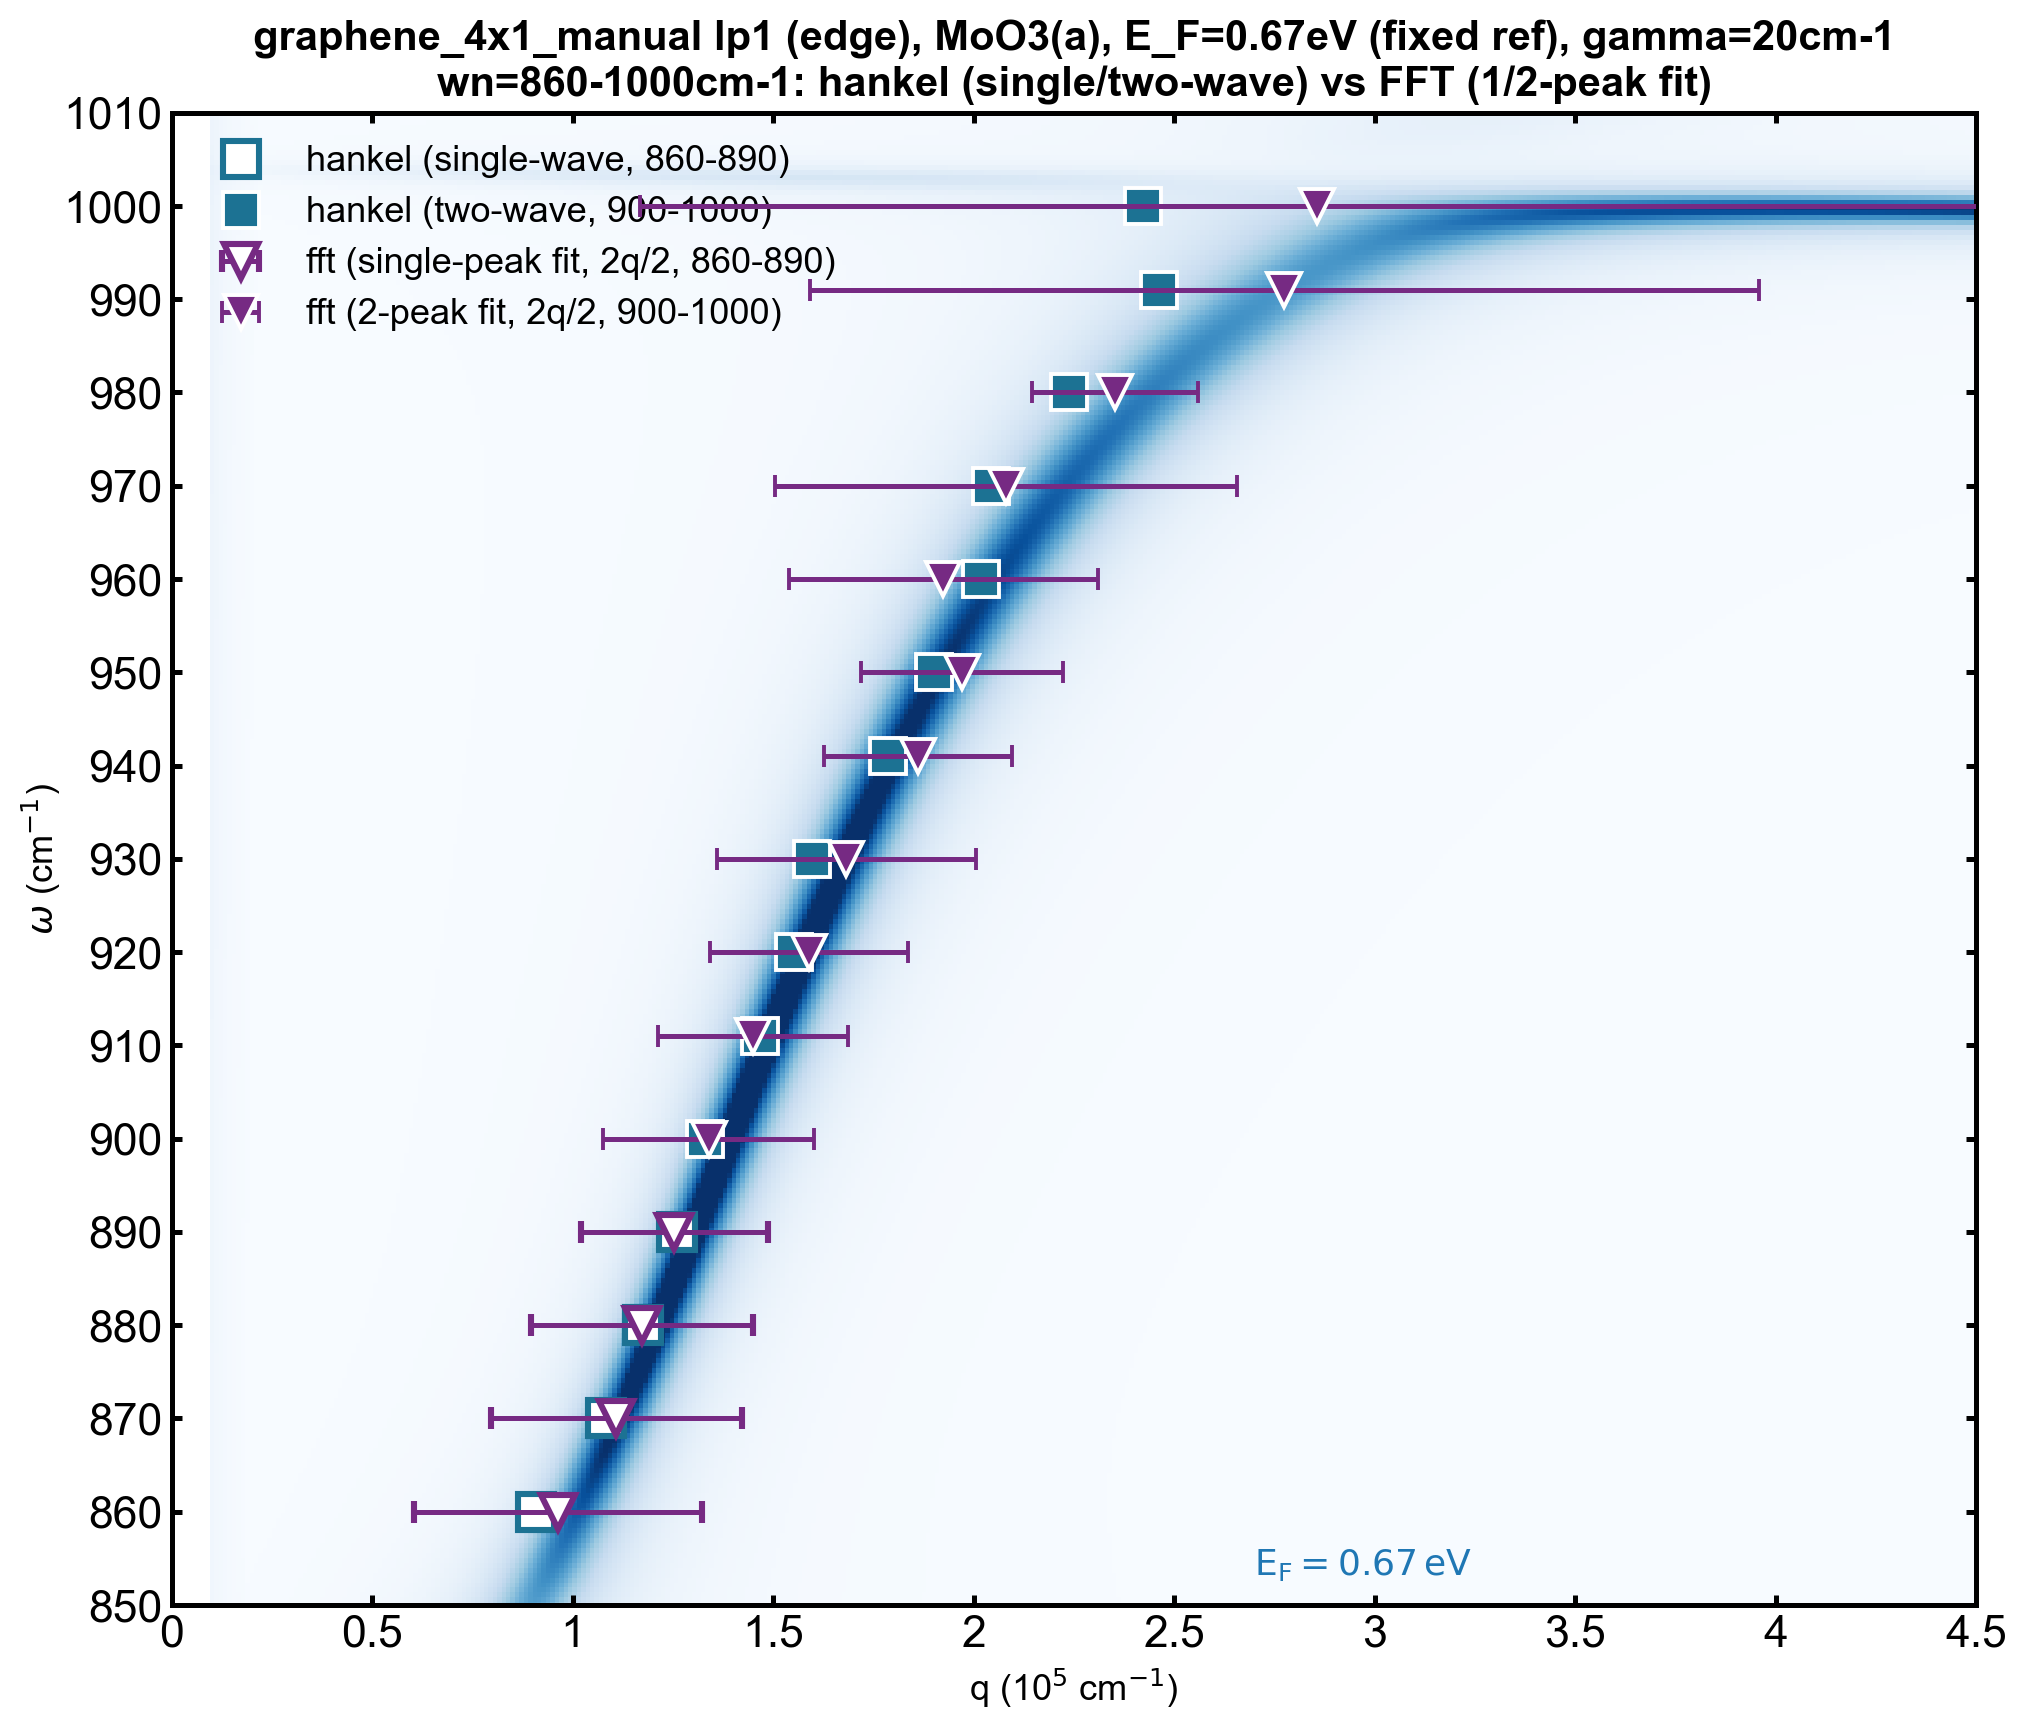 graphene_4x1_manual lp1 (edge), MoO3(a), E_F=0.67eV (fixed ref), gamma=20cm-1
wn=860-1000cm-1: hankel (single/two-wave) vs FFT (1/2-peak fit)
hankel (single-wave, 860-890)
hankel (two-wave, 900-1000)
fft (single-peak fit, 2q/2, 860-890)
fft (2-peak fit, 2q/2, 900-1000)
1010
1000
990
980
970
960
950
940
930
920
910
900
890
880
870
860
850
ω (cm⁻¹)
E_F = 0.67 eV
0 0.5 1 1.5 2 2.5 3 3.5 4 4.5
q (10⁵ cm⁻¹)